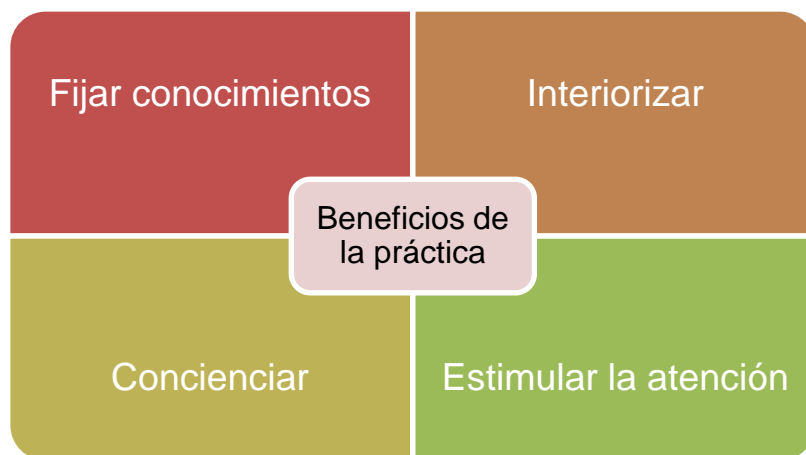 Fijar conocimientos
Interiorizar
Beneficios de
la práctica
Concienciar
Estimular la atención